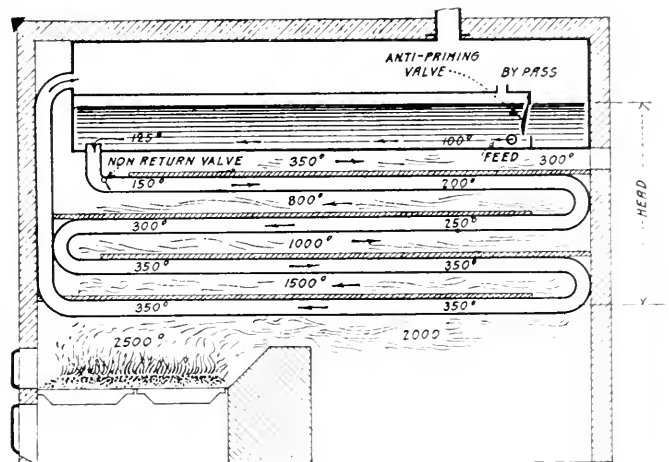 ANTI-PRIMING
VALVE
BY PASS
125°
100°
FEED
NON RETURN VALVE
350°
300°
150°
200°
800°
HEAD
300°
250°
1000°
350°
350°
1500°
350°
350°
2500°
2000